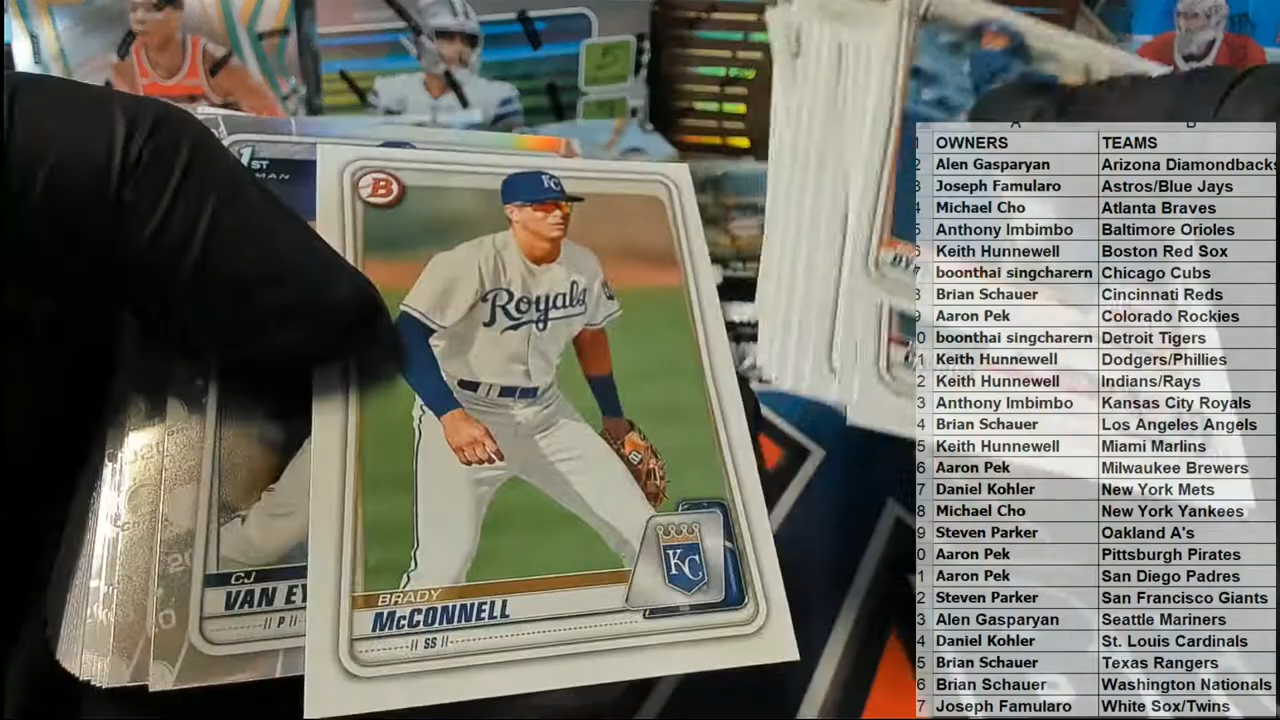 1ST
B
KC
Royals
KC
BRADY
McCONNELL
SS
CJ
VAN EY
P
A B
OWNERS TEAMS
Alen Gasparyan Arizona Diamondbacks
Joseph Famularo Astros/Blue Jays
Michael Cho Atlanta Braves
Anthony Imbimbo Baltimore Orioles
Keith Hunnewell Boston Red Sox
boonthai singcharern Chicago Cubs
Brian Schauer Cincinnati Reds
Aaron Pek Colorado Rockies
boonthai singcharern Detroit Tigers
Keith Hunnewell Dodgers/Phillies
Keith Hunnewell Indians/Rays
Anthony Imbimbo Kansas City Royals
Brian Schauer Los Angeles Angels
Keith Hunnewell Miami Marlins
Aaron Pek Milwaukee Brewers
Daniel Kohler New York Mets
Michael Cho New York Yankees
Steven Parker Oakland A's
Aaron Pek Pittsburgh Pirates
Aaron Pek San Diego Padres
Steven Parker San Francisco Giants
Alen Gasparyan Seattle Mariners
Daniel Kohler St. Louis Cardinals
Brian Schauer Texas Rangers
Brian Schauer Washington Nationals
Joseph Famularo White Sox/Twins